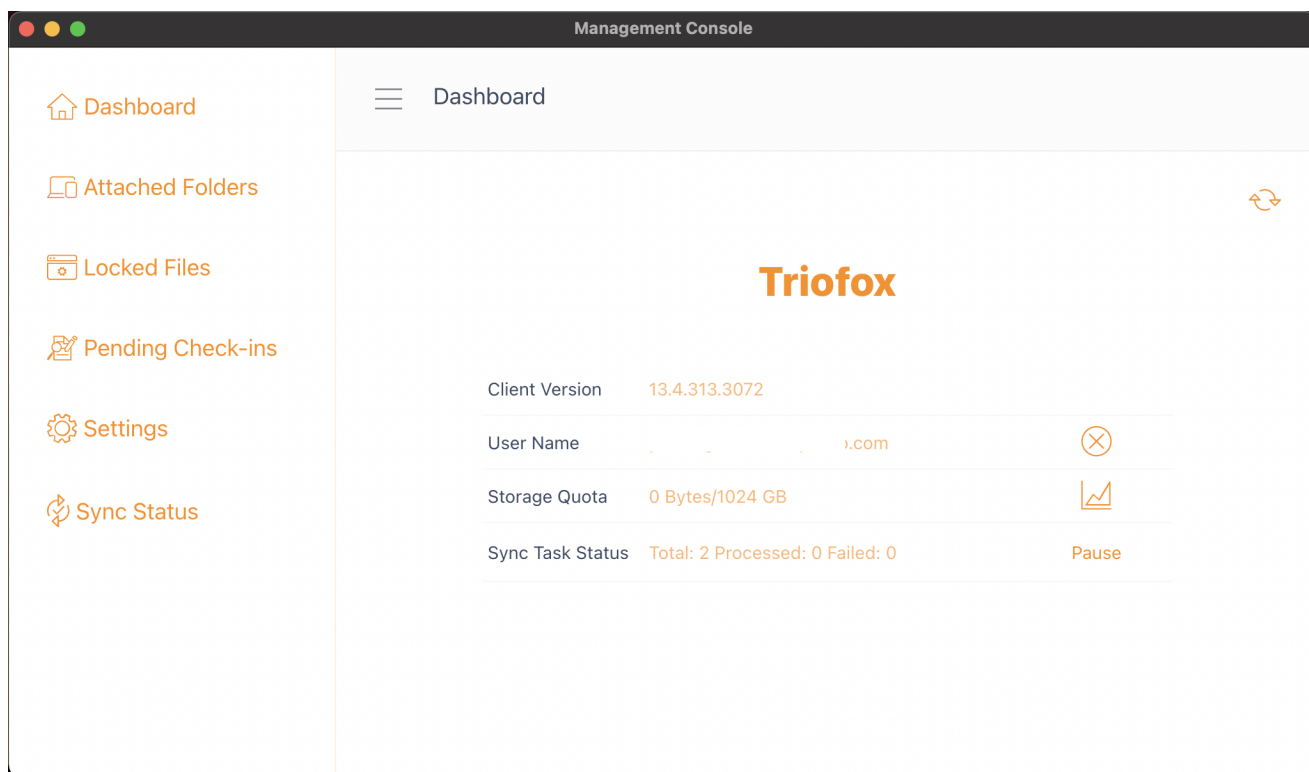 Management Console
Dashboard
Attached Folders
Locked Files
Pending Check-ins
Settings
Sync Status
Dashboard
Triofox
Client Version 13.4.313.3072
User Name .com
Storage Quota 0 Bytes/1024 GB
Sync Task Status Total: 2 Processed: 0 Failed: 0 Pause